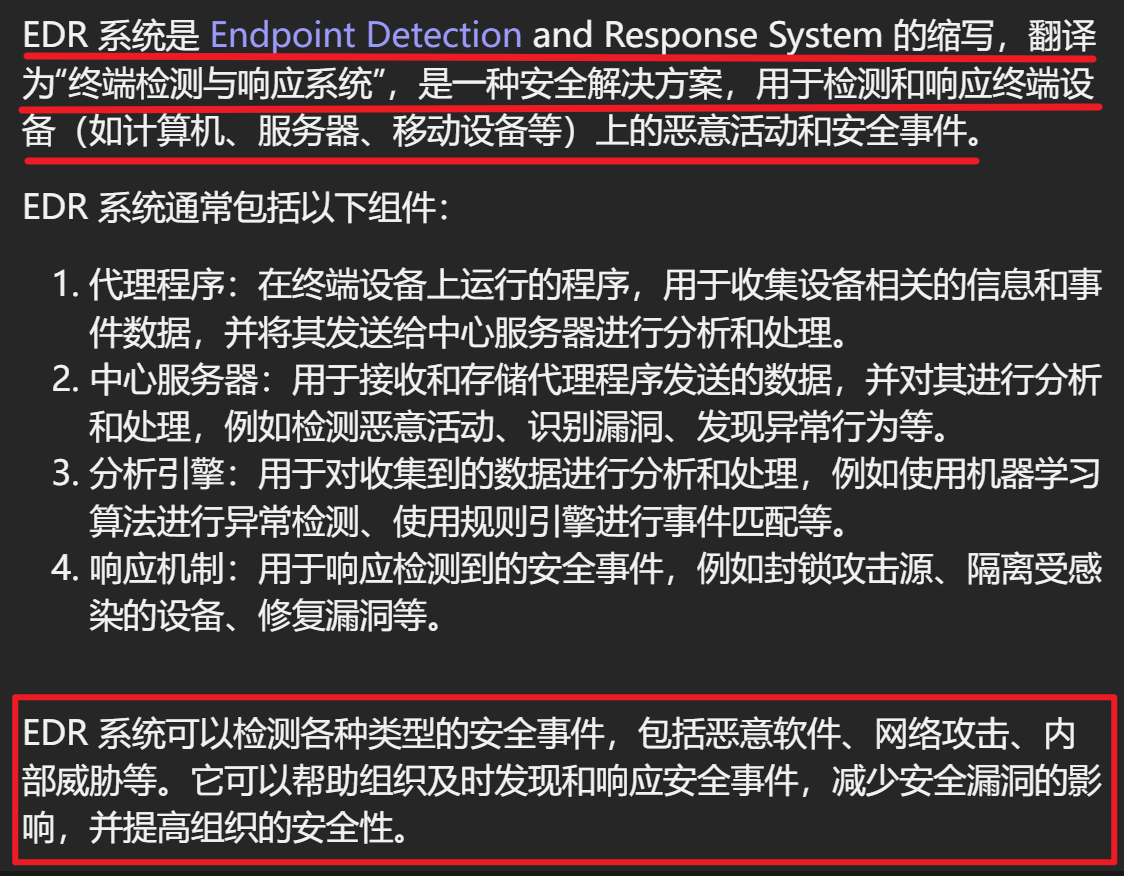 EDR 系统是 Endpoint Detection and Response System 的缩写，翻译
为“终端检测与响应系统”，是一种安全解决方案，用于检测和响应终端设
备（如计算机、服务器、移动设备等）上的恶意活动和安全事件。
EDR 系统通常包括以下组件：
1. 代理程序：在终端设备上运行的程序，用于收集设备相关的信息和事
件数据，并将其发送给中心服务器进行分析和处理。
2. 中心服务器：用于接收和存储代理程序发送的数据，并对其进行分析
和处理，例如检测恶意活动、识别漏洞、发现异常行为等。
3. 分析引擎：用于对收集到的数据进行分析和处理，例如使用机器学习
算法进行异常检测、使用规则引擎进行事件匹配等。
4. 响应机制：用于响应检测到的安全事件，例如封锁攻击源、隔离受感
染的设备、修复漏洞等。
EDR 系统可以检测各种类型的安全事件，包括恶意软件、网络攻击、内
部威胁等。它可以帮助组织及时发现和响应安全事件，减少安全漏洞的影
响，并提高组织的安全性。